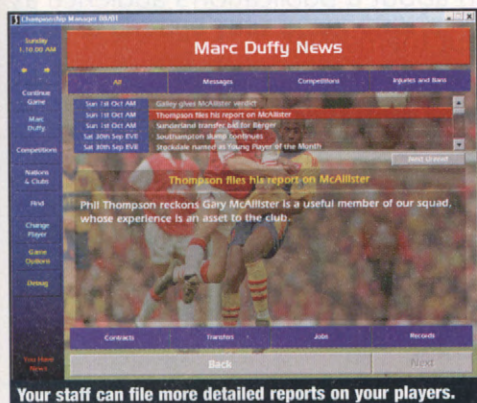 Championship Manager 00/01
Sunday
1.10.00 AM
Marc Duffy News
All Messages Competitions Injuries and Bans
Continue
Game
Marc
Duffy
Competitions
Nations
& Clubs
Find
Change
Player
Game
Options
Debug
You Have
News
Sun 1st Oct AM Gatley gives McAllister verdict
Sun 1st Oct AM Thompson files his report on McAllister
Sun 1st Oct AM Sunderland transfer bid for Berger
Sat 30th Sep EVE Southampton slump continues
Sat 30th Sep EVE Stockdale named as Young Player of the Month
Next Unread
Thompson files his report on McAllister
Phil Thompson reckons Gary McAllister is a useful member of our squad,
whose experience is an asset to the club.
Contracts Transfers Jobs Records
Back Next
Your staff can file more detailed reports on your players.